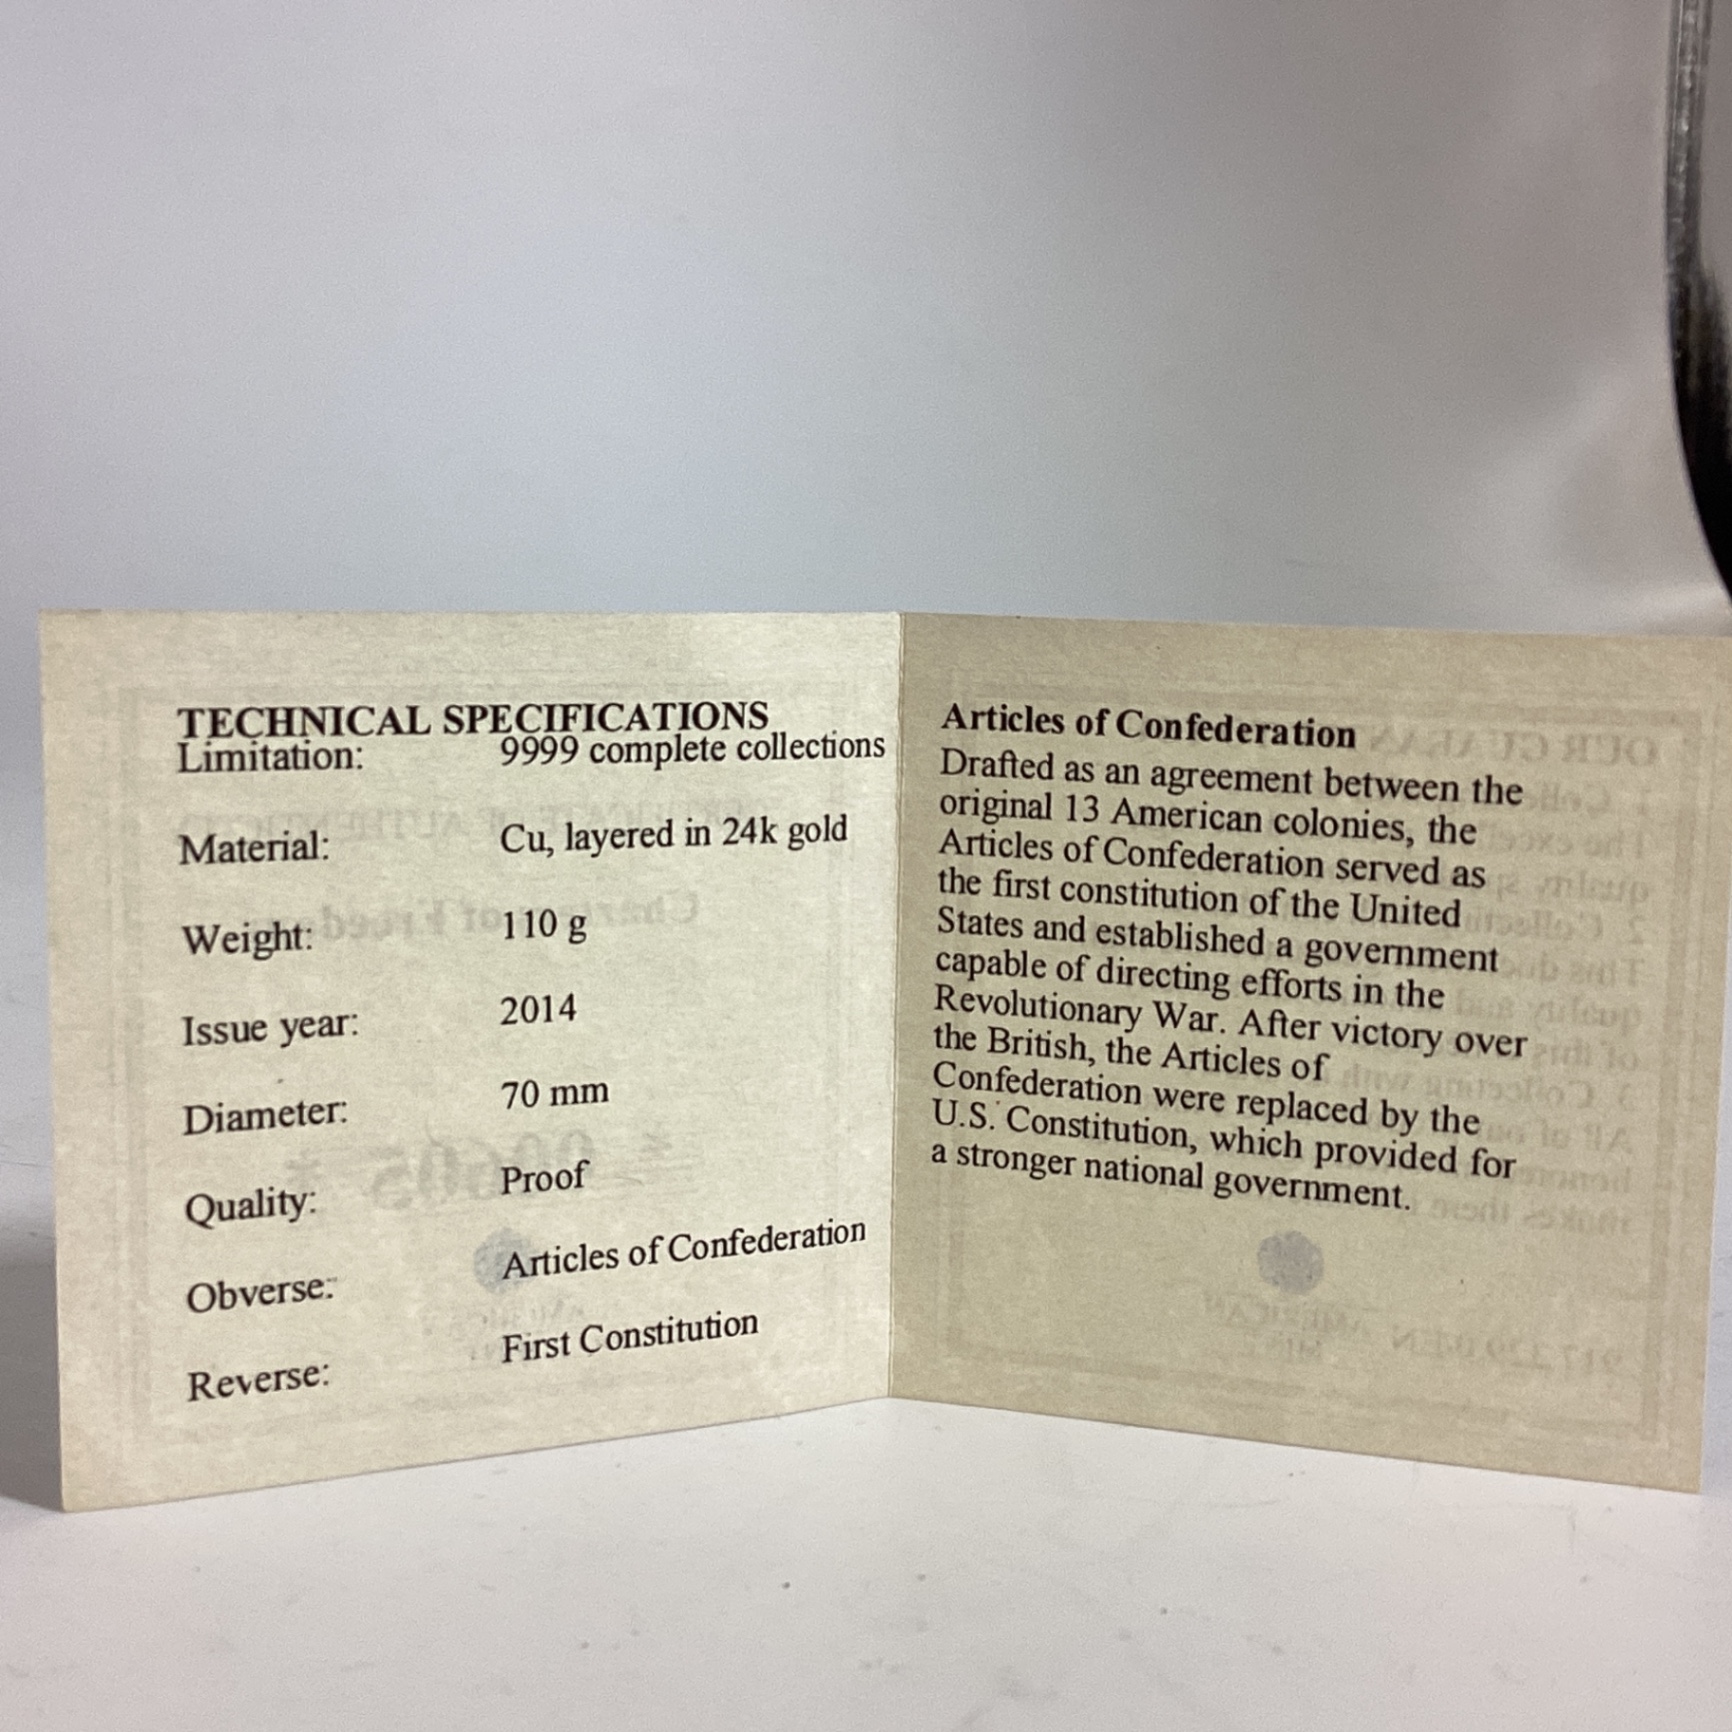 TECHNICAL SPECIFICATIONS
Limitation: 9999 complete collections
Material: Cu, layered in 24k gold
Weight: 110 g
Issue year: 2014
Diameter: 70 mm
Quality: Proof
Obverse: Articles of Confederation
Reverse: First Constitution
Articles of Confederation
Drafted as an agreement between the
original 13 American colonies, the
Articles of Confederation served as
the first constitution of the United
States and established a government
capable of directing efforts in the
Revolutionary War. After victory over
the British, the Articles of
Confederation were replaced by the
U.S. Constitution, which provided for
a stronger national government.